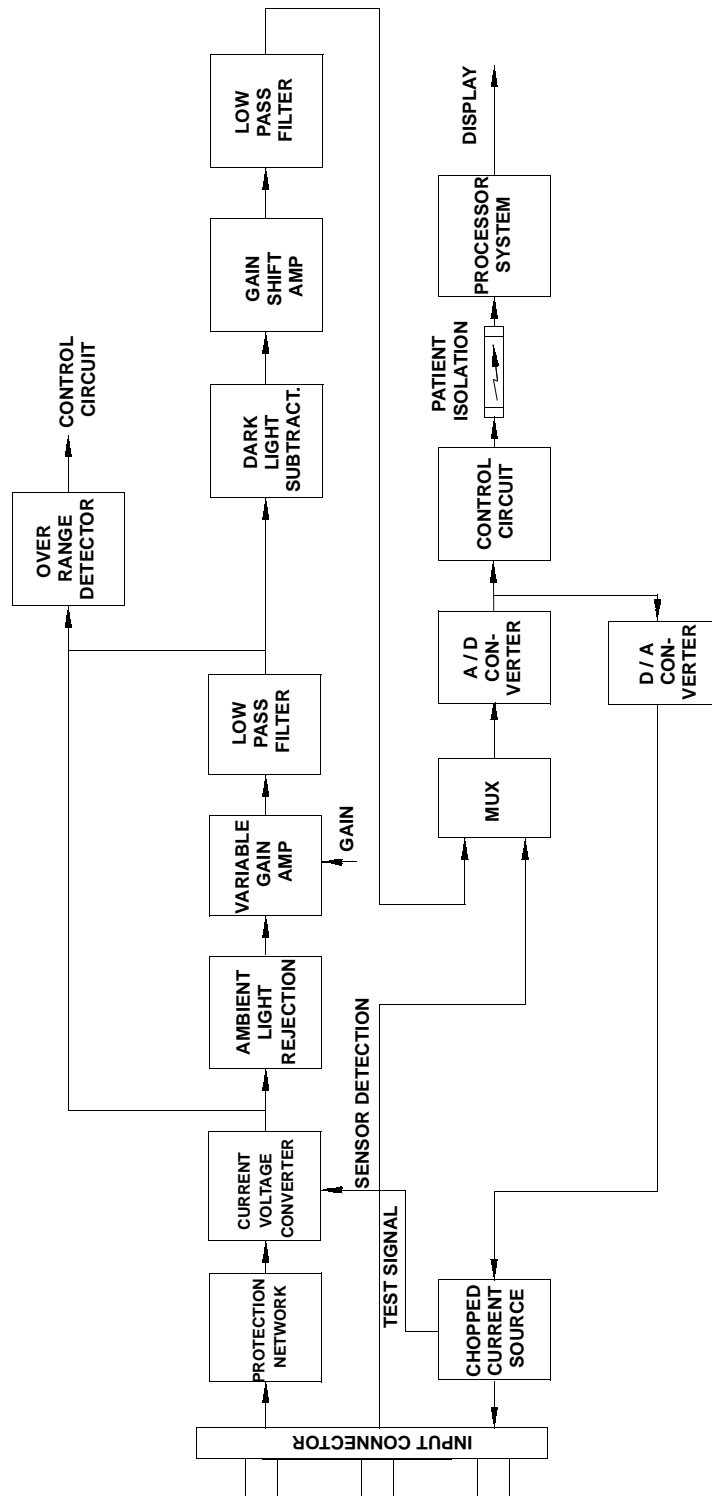 OVER
RANGE
DETECTOR
CONTROL
CIRCUIT
PROTECTION
NETWORK
CURRENT
VOLTAGE
CONVERTER
AMBIENT
LIGHT
REJECTION
VARIABLE
GAIN
AMP
GAIN
LOW
PASS
FILTER
DARK
LIGHT
SUBTRACT.
GAIN
SHIFT
AMP
LOW
PASS
FILTER
SENSOR DETECTION
TEST SIGNAL
INPUT CONNECTOR
CHOPPED
CURRENT
SOURCE
MUX
A / D
CON-
VERTER
CONTROL
CIRCUIT
PATIENT
ISOLATION
PROCESSOR
SYSTEM
DISPLAY
D / A
CON-
VERTER